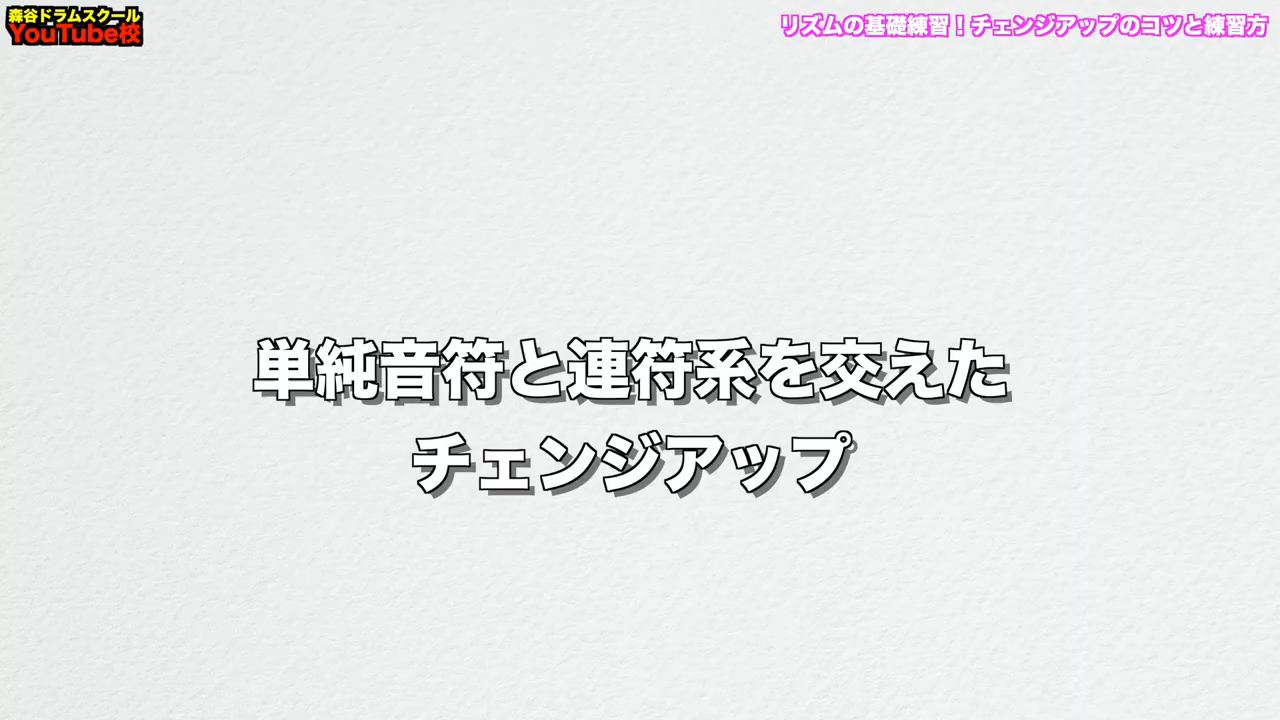 森谷ドラムスクール
YouTube校
リズムの基礎練習！チェンジアップのコツと練習方
単純音符と連符系を交えた
チェンジアップ